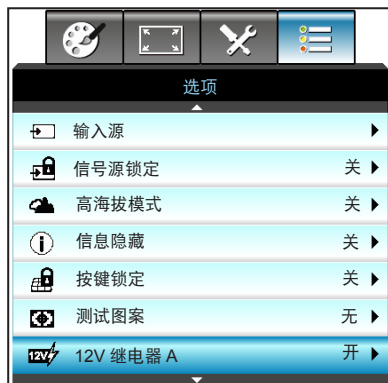 选项
输入源
信号源锁定 关
高海拔模式 关
信息隐藏 关
按键锁定 关
测试图案 无
12V 12V 继电器 A 开